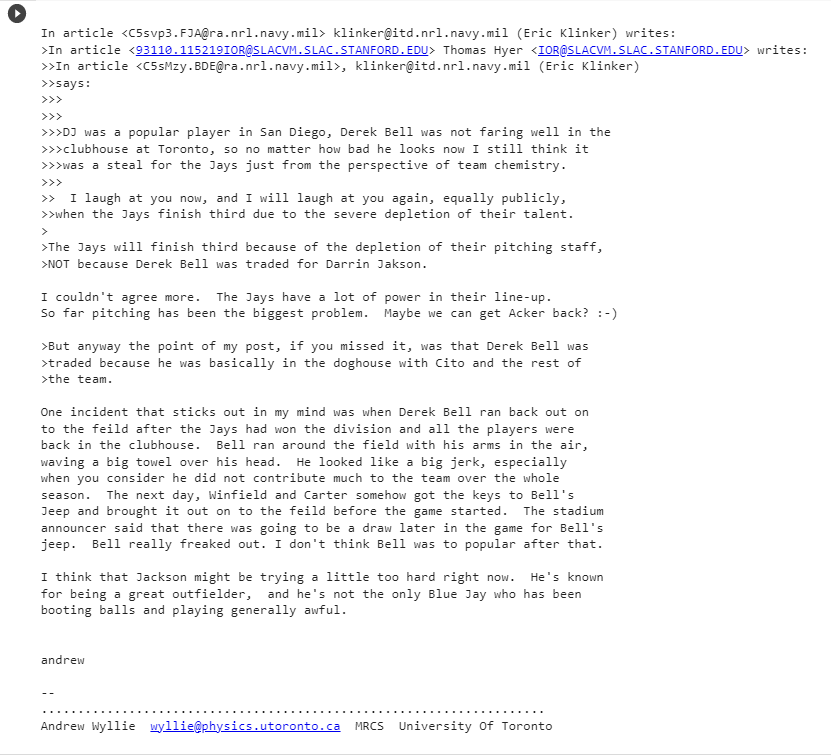 In article <C5svp3.FJA@ra.nrl.navy.mil> klinker@itd.nrl.navy.mil (Eric Klinker) writes:
>In article <93110.115219IOR@SLACVM.SLAC.STANFORD.EDU> Thomas Hyer <IOR@SLACVM.SLAC.STANFORD.EDU> writes:
>>In article <C5sMzy.BDE@ra.nrl.navy.mil>, klinker@itd.nrl.navy.mil (Eric Klinker)
>>says:
>>>
>>>
>>>DJ was a popular player in San Diego, Derek Bell was not faring well in the
>>>clubhouse at Toronto, so no matter how bad he looks now I still think it
>>>was a steal for the Jays just from the perspective of team chemistry.
>>>
>>  I laugh at you now, and I will laugh at you again, equally publicly,
>>when the Jays finish third due to the severe depletion of their talent.
>
>The Jays will finish third because of the depletion of their pitching staff,
>NOT because Derek Bell was traded for Darrin Jakson.

I couldn't agree more.  The Jays have a lot of power in their line-up.
So far pitching has been the biggest problem.  Maybe we can get Acker back? :-)

>But anyway the point of my post, if you missed it, was that Derek Bell was
>traded because he was basically in the doghouse with Cito and the rest of
>the team.

One incident that sticks out in my mind was when Derek Bell ran back out on
to the feild after the Jays had won the division and all the players were
back in the clubhouse.  Bell ran around the field with his arms in the air,
waving a big towel over his head.  He looked like a big jerk, especially
when you consider he did not contribute much to the team over the whole
season.  The next day, Winfield and Carter somehow got the keys to Bell's
Jeep and brought it out on to the feild before the game started.  The stadium
announcer said that there was going to be a draw later in the game for Bell's
jeep.  Bell really freaked out. I don't think Bell was to popular after that.

I think that Jackson might be trying a little too hard right now.  He's known
for being a great outfielder,  and he's not the only Blue Jay who has been
booting balls and playing generally awful.

andrew

--
.....................................................................
Andrew Wyllie  wyllie@physics.utoronto.ca  MRCS  University Of Toronto